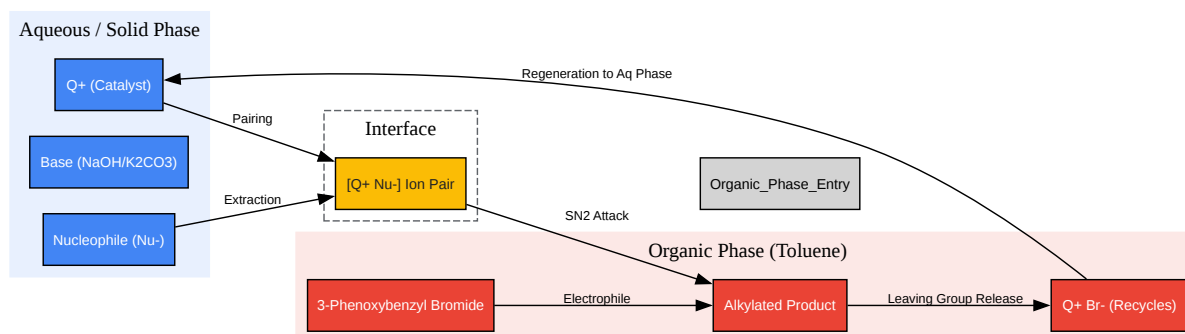 Aqueous / Solid Phase
Q+ (Catalyst)
Regeneration to Aq Phase
Pairing
Interface
Base (NaOH/K2CO3)
[Q+ Nu-] Ion Pair
Organic_Phase_Entry
Extraction
SN2 Attack
Nucleophile (Nu-)
Organic Phase (Toluene)
3-Phenoxybenzyl Bromide
Electrophile
Alkylated Product
Leaving Group Release
Q+ Br- (Recycles)